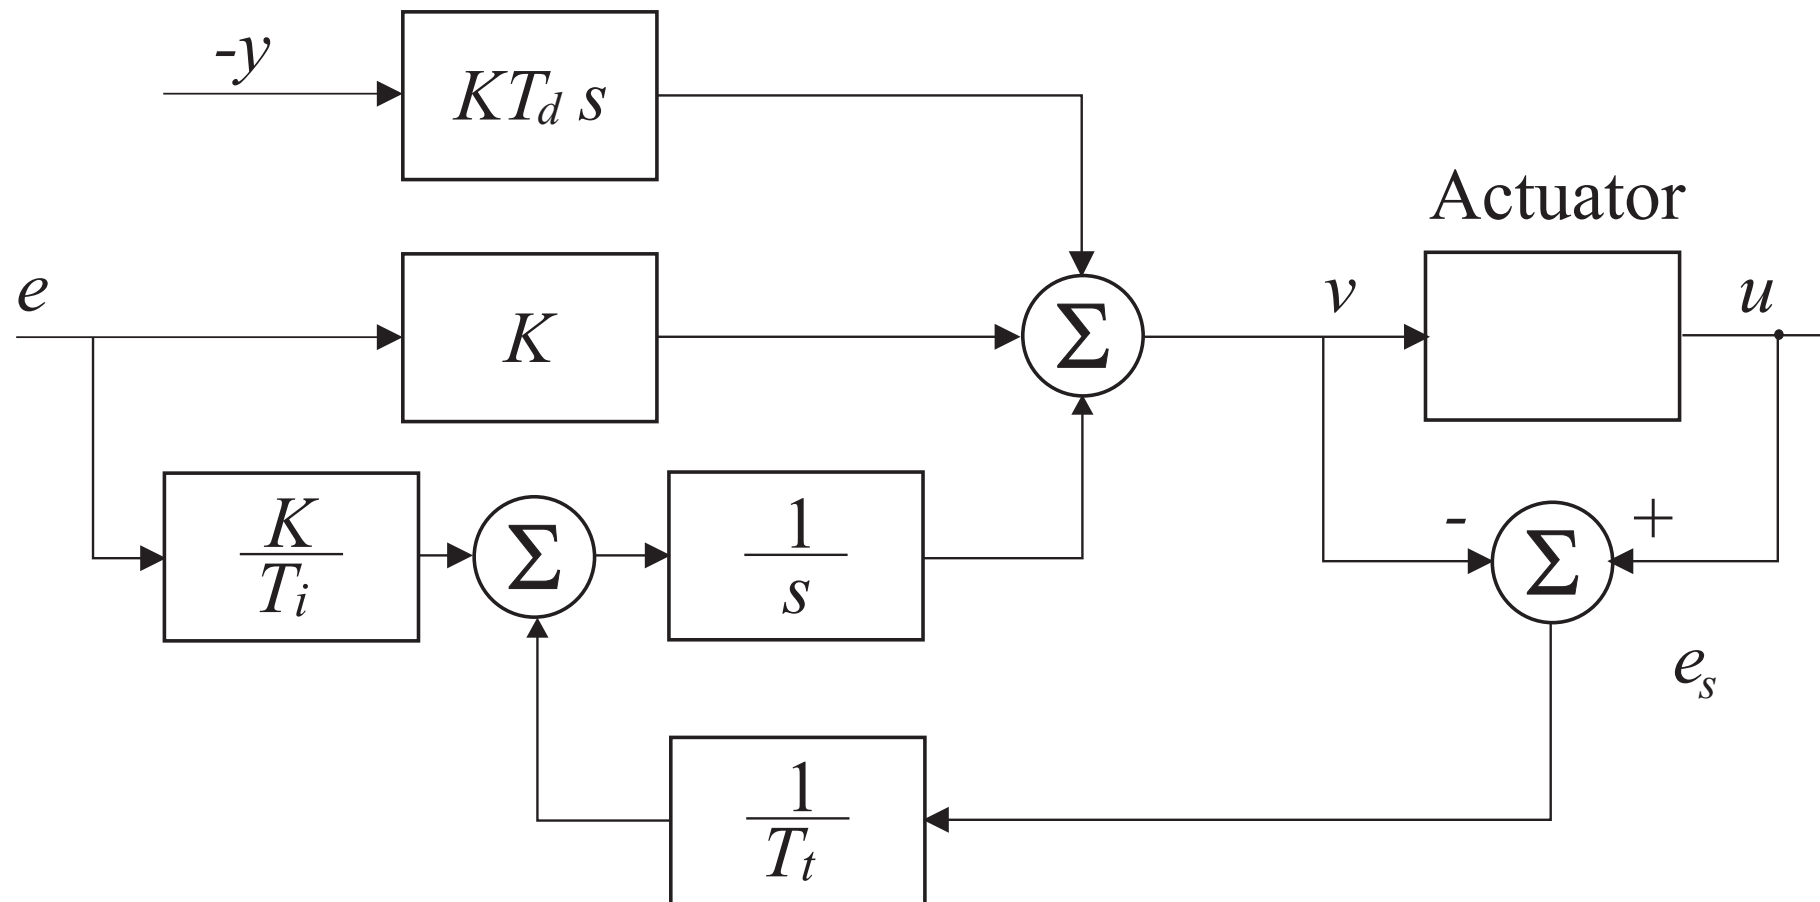 -y
KT_d s
Actuator
e
K
Σ
v
u
K
T_i
Σ
1
s
-
Σ
+
e_s
1
T_t